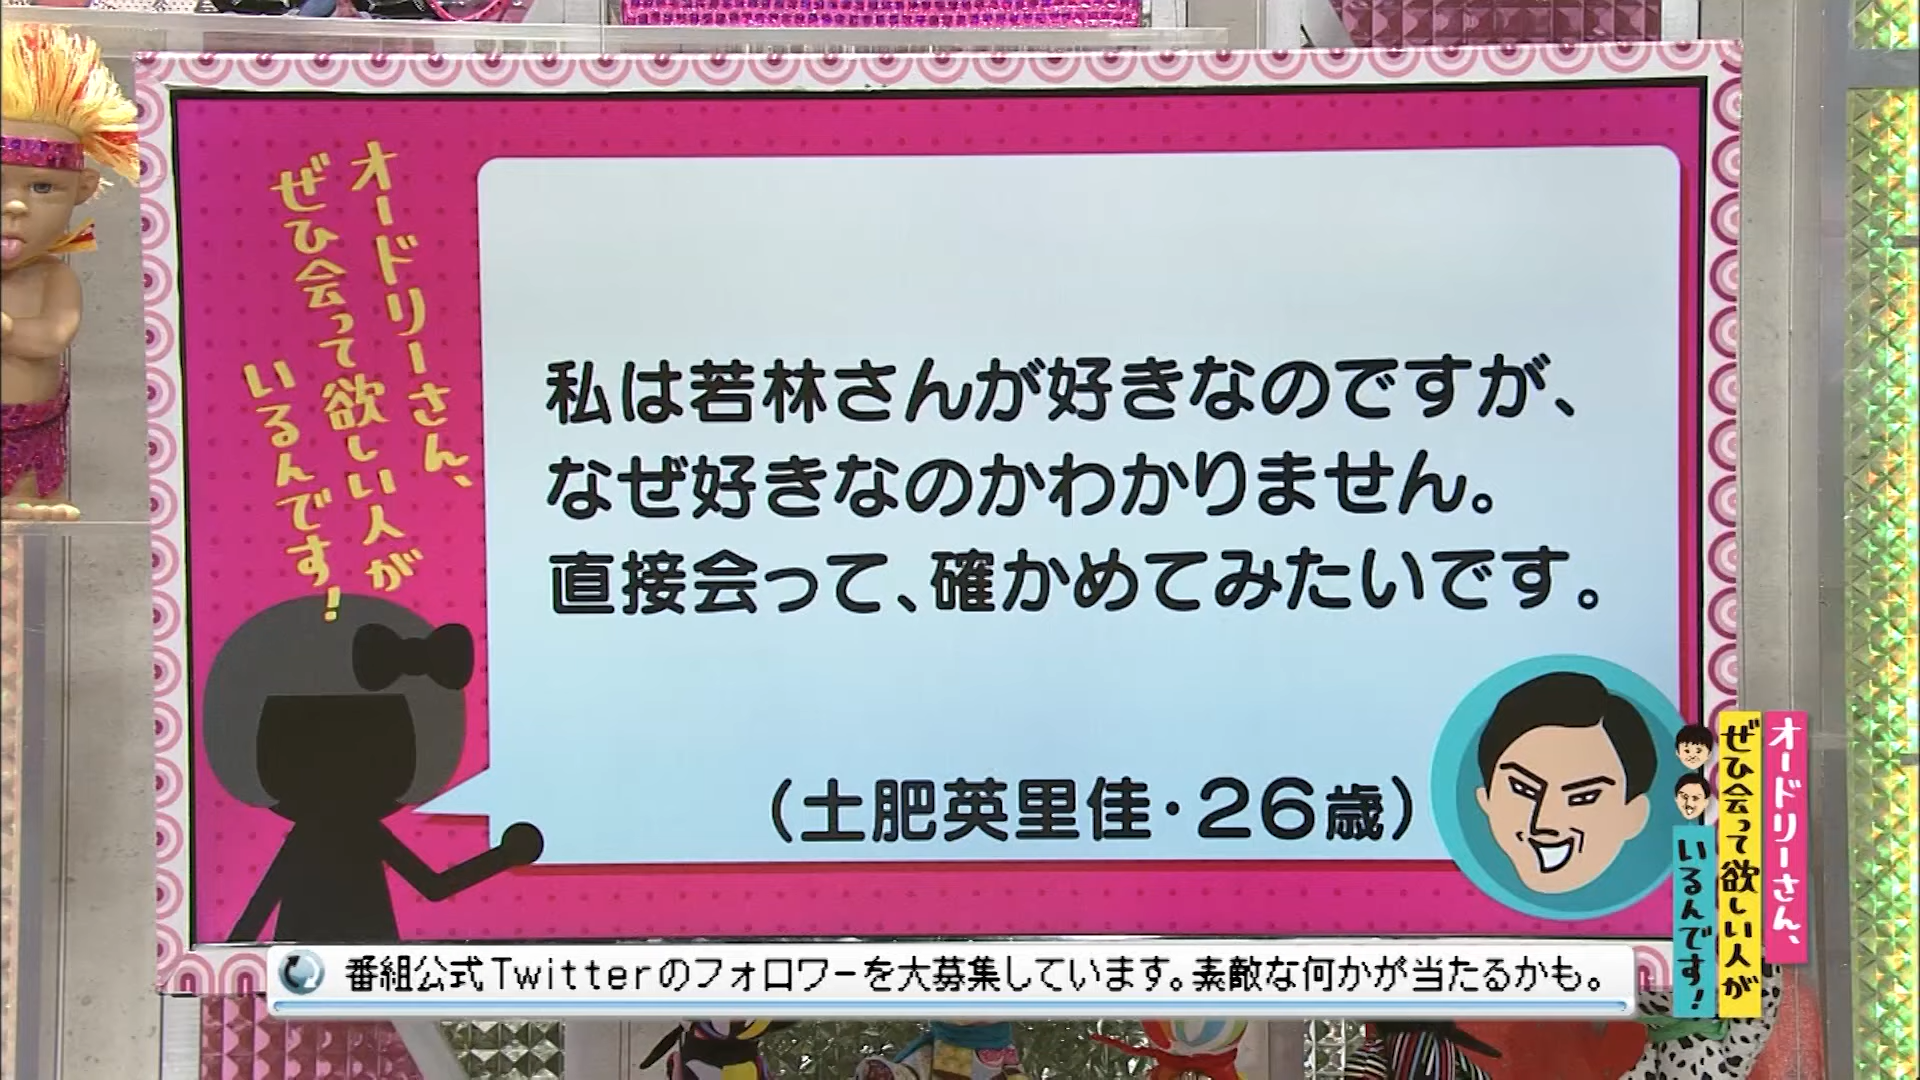 オードリーさん、
ぜひ会って欲しい人が
いるんです!
私は若林さんが好きなのですが、
なぜ好きなのかわかりません。
直接会って、確かめてみたいです。
(土肥英里佳・26歳)
オードリーさん、
ぜひ会って欲しい人が
いるんです!
番組公式Twitterのフォロワーを大募集しています。素敵な何かが当たるかも。